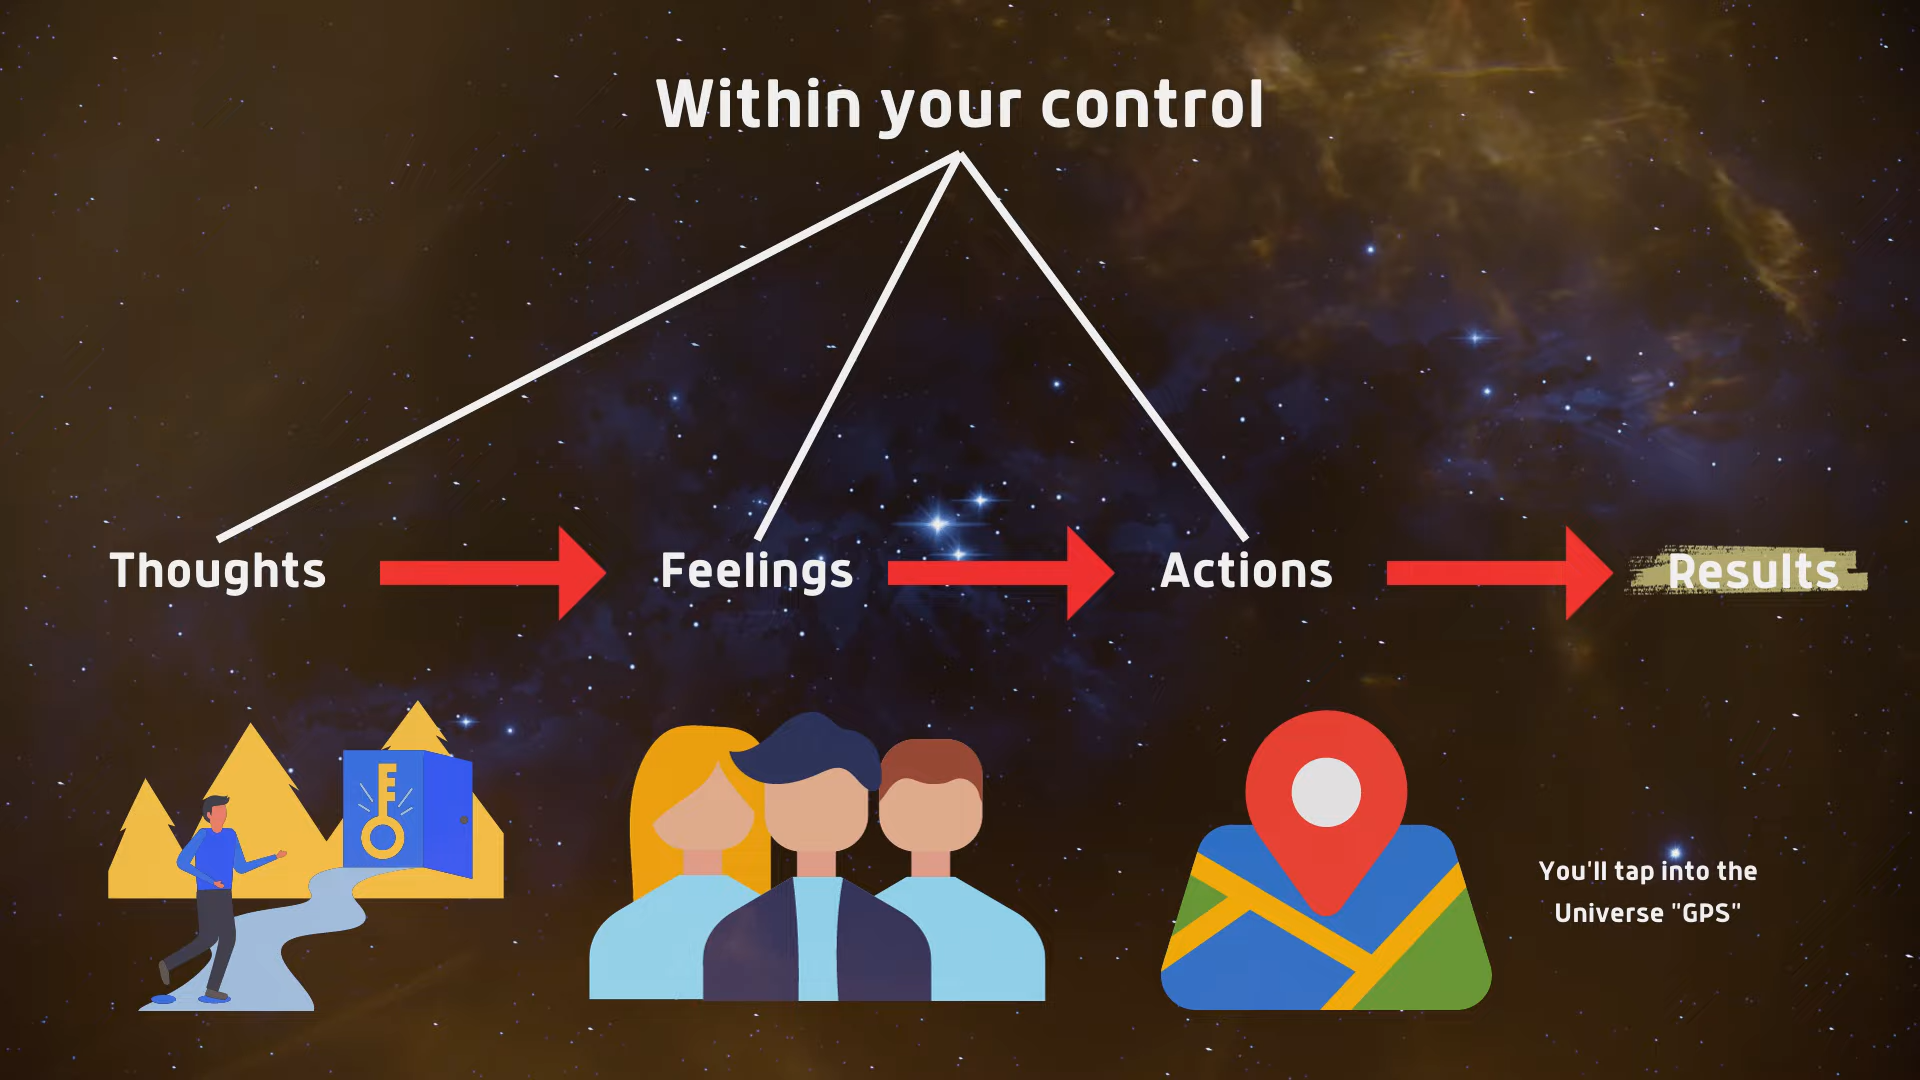 Within your control
Thoughts
Feelings
Actions
Results
You'll tap into the
Universe "GPS"